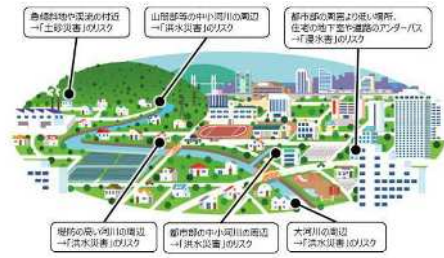 急傾斜地や渓流の付近
→「土砂災害」のリスク
山間部等の中小河川の周辺
→「洪水災害」のリスク
都市部の周囲より低い場所、
住宅の地下室や道路のアンダーパス
→「浸水害」のリスク
堤防の高い河川の周辺
→「洪水災害」のリスク
都市部の中小河川の周辺
→「洪水災害」のリスク
大河川の周辺
→「洪水災害」のリスク